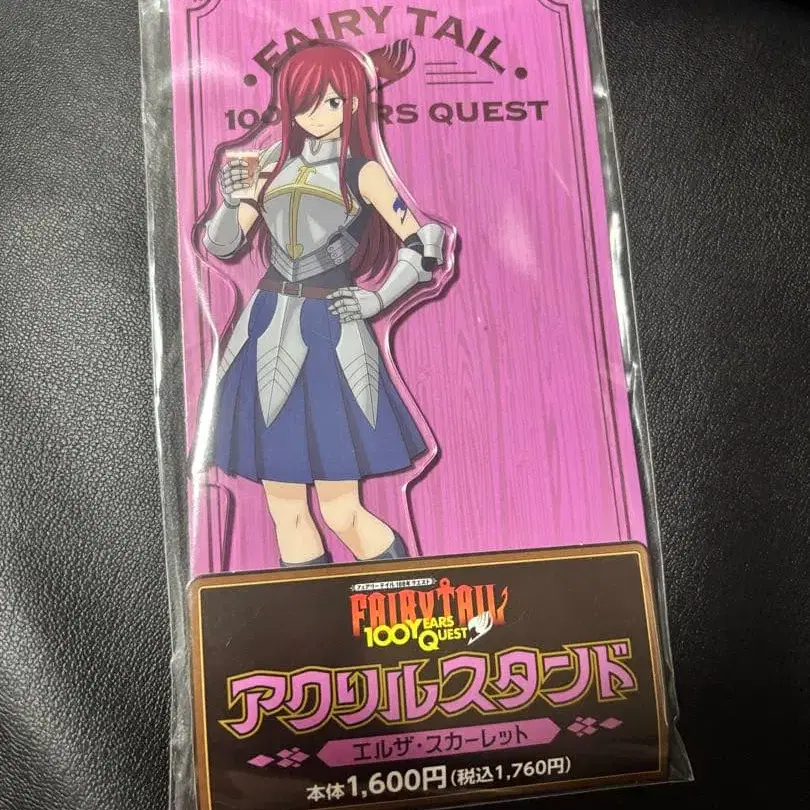 FAIRY TAIL
100 YEARS QUEST
フェアリーテイル 100年クエスト
FAIRY TAIL
100 YEARS QUEST
アクリルスタンド
エルザ・スカーレット
本体1,600円(税込1,760円)